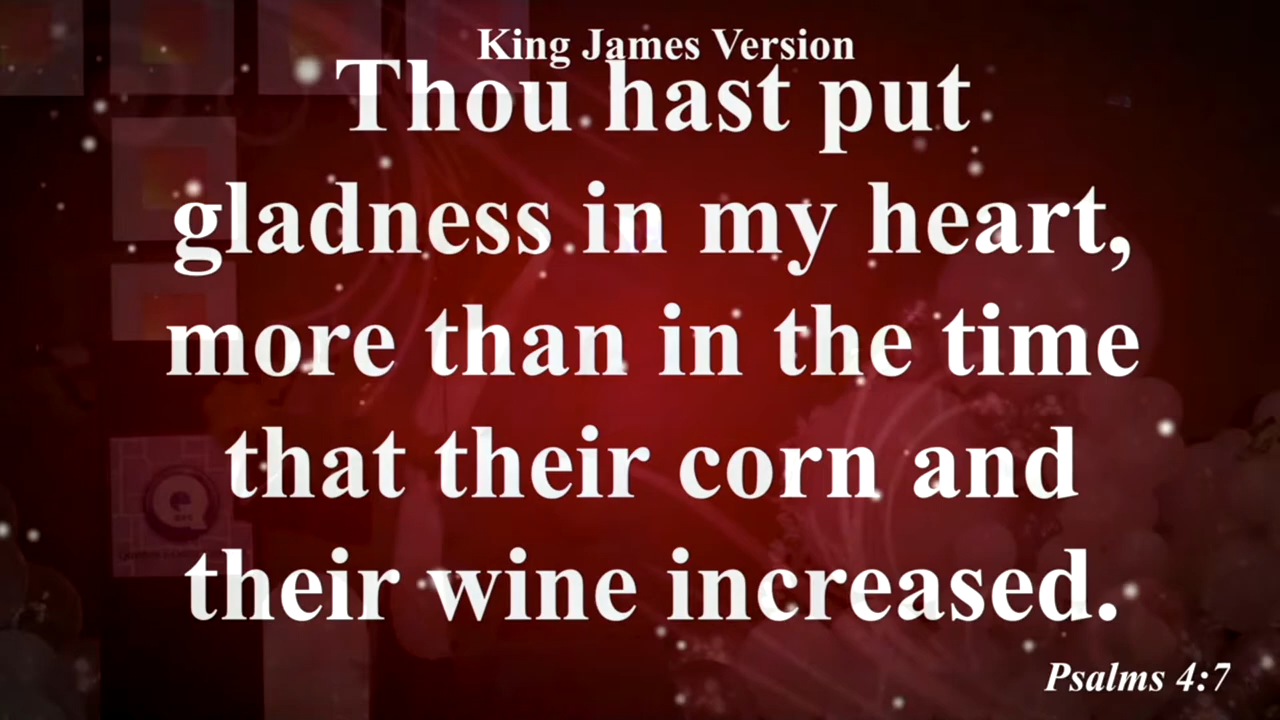 King James Version
Thou hast put
gladness in my heart,
more than in the time
that their corn and
their wine increased.
Psalms 4:7